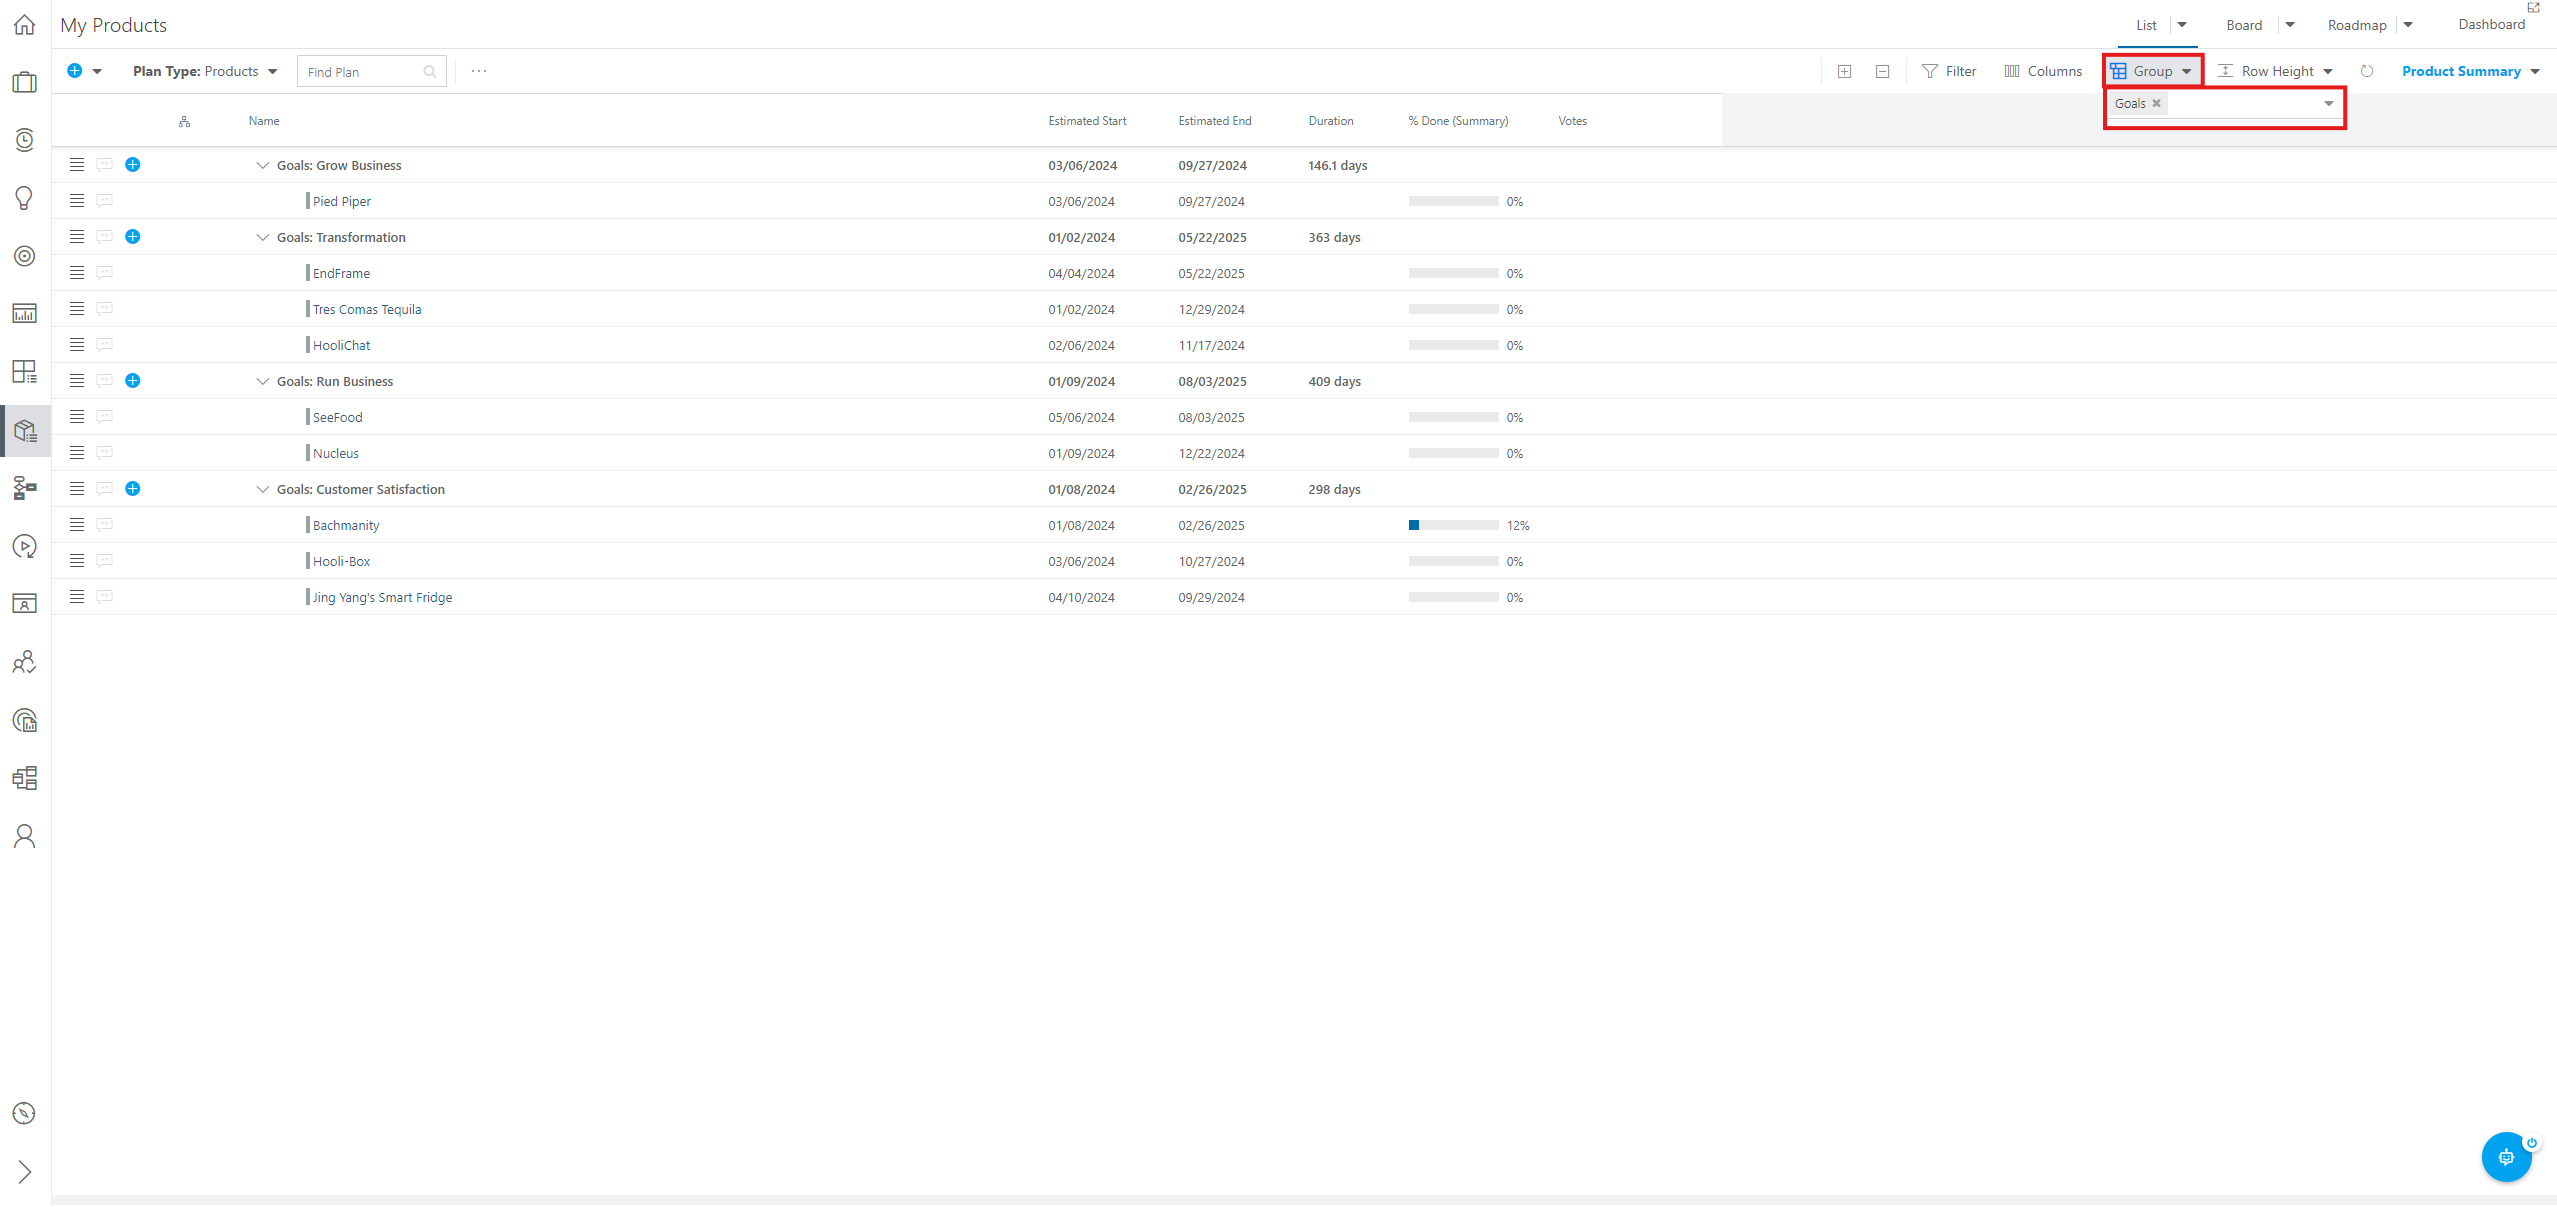 My Products
List
Board
Roadmap
Dashboard
Plan Type: Products
Find Plan
...
Filter
Columns
Group
Row Height
Product Summary
Goals ✖
Name
Estimated Start
Estimated End
Duration
% Done (Summary)
Votes
Goals: Grow Business 03/06/2024 09/27/2024 146.1 days
Pied Piper 03/06/2024 09/27/2024 0%
Goals: Transformation 01/02/2024 05/22/2025 363 days
EndFrame 04/04/2024 05/22/2025 0%
Tres Comas Tequila 01/02/2024 12/29/2024 0%
HooliChat 02/06/2024 11/17/2024 0%
Goals: Run Business 01/09/2024 08/03/2025 409 days
SeeFood 05/06/2024 08/03/2025 0%
Nucleus 01/09/2024 12/22/2024 0%
Goals: Customer Satisfaction 01/08/2024 02/26/2025 298 days
Bachmanity 01/08/2024 02/26/2025 12%
Hooli-Box 03/06/2024 10/27/2024 0%
Jing Yang's Smart Fridge 04/10/2024 09/29/2024 0%